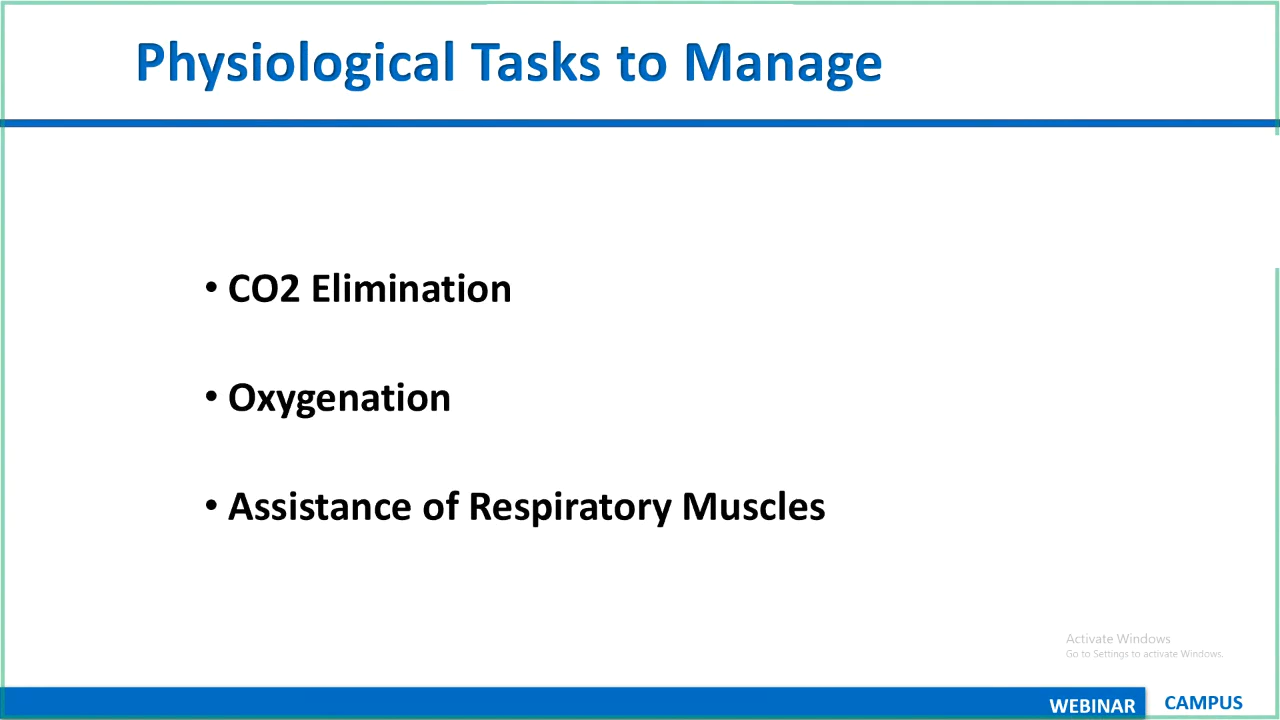 Physiological Tasks to Manage
• CO2 Elimination
• Oxygenation
• Assistance of Respiratory Muscles
Activate Windows
Go to Settings to activate Windows.
WEBINAR CAMPUS